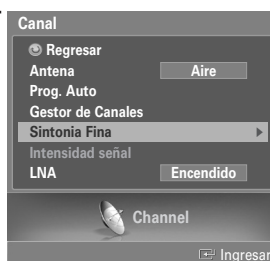 Canal
Regresar
Antena Aire
Prog. Auto
Gestor de Canales
Sintonia Fina
Intensidad señal
LNA Encendido
Channel
Ingresar